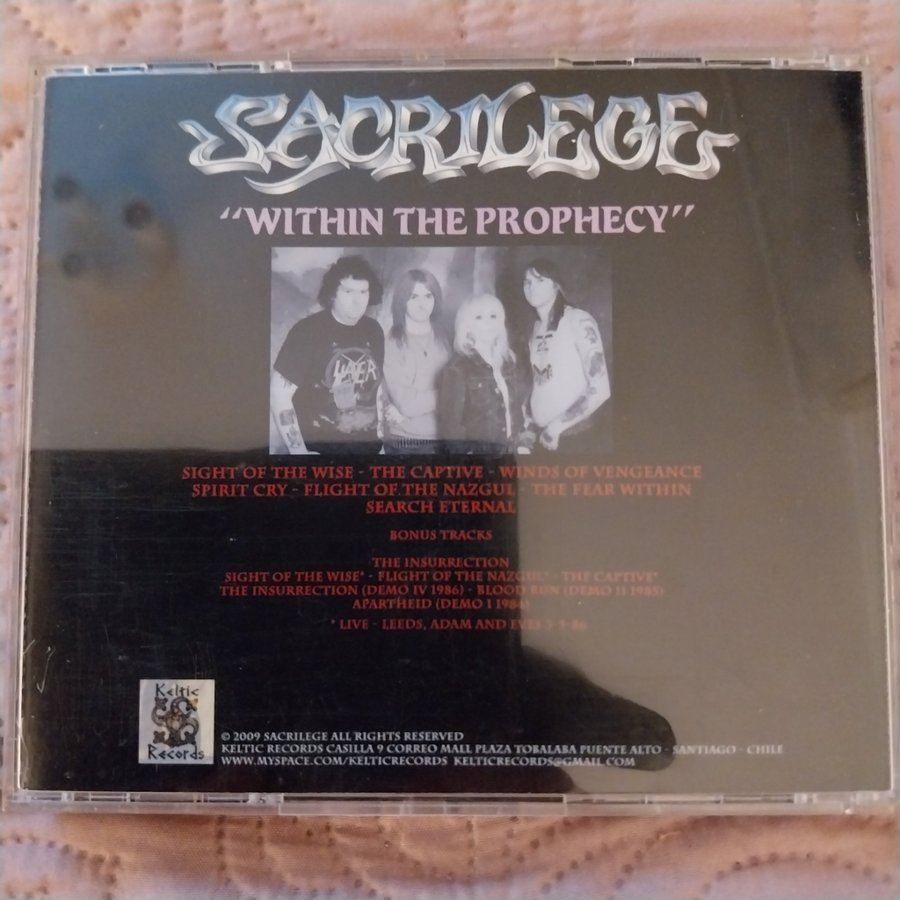 SACRILEGE
"WITHIN THE PROPHECY"
SLAYER
SIGHT OF THE WISE - THE CAPTIVE - WINDS OF VENGEANCE
SPIRIT CRY - FLIGHT OF THE NAZGUL - THE FEAR WITHIN
SEARCH ETERNAL
BONUS TRACKS
THE INSURRECTION
SIGHT OF THE WISE* - FLIGHT OF THE NAZGUL* - THE CAPTIVE*
THE INSURRECTION (DEMO IV 1986) - BLOOD RUN (DEMO II 1985)
APARTHEID (DEMO I 1984)
* LIVE - LEEDS, ADAM AND EVES 5-9-86
Keltic
Records
© 2009 SACRILEGE ALL RIGHTS RESERVED
KELTIC RECORDS CASILLA 9 CORREO MALL PLAZA TOBALABA PUENTE ALTO - SANTIAGO - CHILE
WWW.MYSPACE.COM/KELTICRECORDS KELTICRECORDS@GMAIL.COM